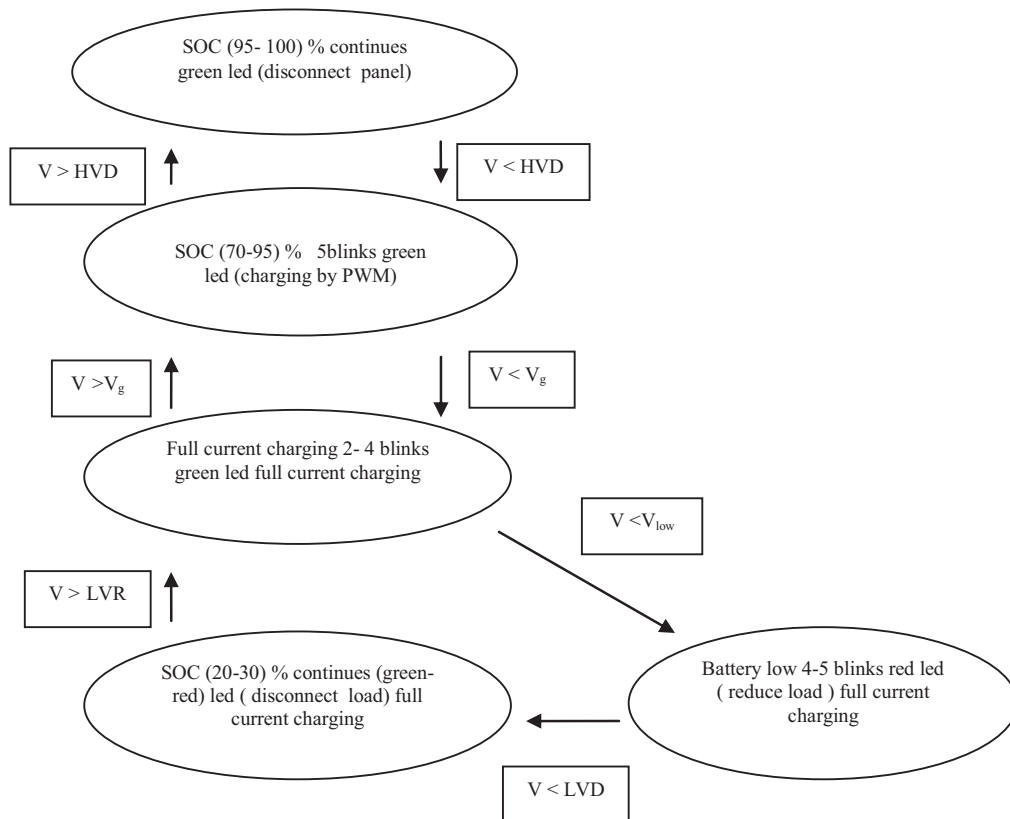 SOC (95- 100) % continues
green led (disconnect panel)
V > HVD
V < HVD
SOC (70-95) % 5blinks green
led (charging by PWM)
V >Vg
V < Vg
Full current charging 2- 4 blinks
green led full current charging
V <Vlow
V > LVR
SOC (20-30) % continues (green-
red) led ( disconnect load) full
current charging
Battery low 4-5 blinks red led
( reduce load ) full current
charging
V < LVD